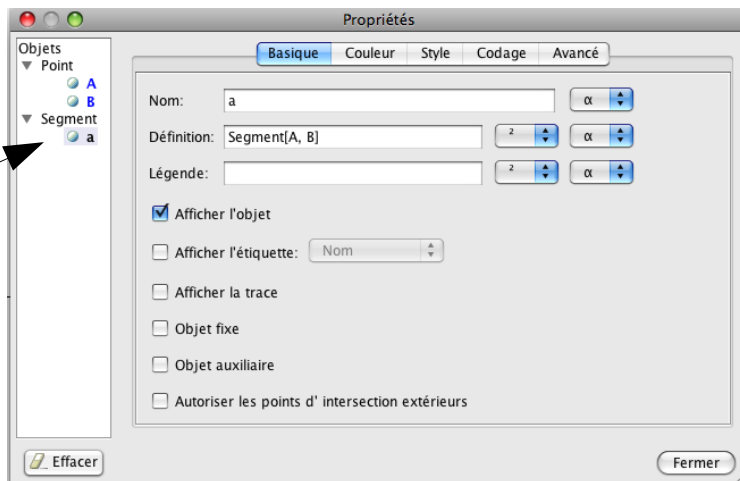 Propriétés
Objets
Point
A
B
Segment
a
Basique
Couleur
Style
Codage
Avancé
Nom:
a
α
Définition:
Segment[A, B]
²
α
Légende:
²
α
Afficher l'objet
Afficher l'étiquette:
Nom
Afficher la trace
Objet fixe
Objet auxiliaire
Autoriser les points d' intersection extérieurs
Effacer
Fermer